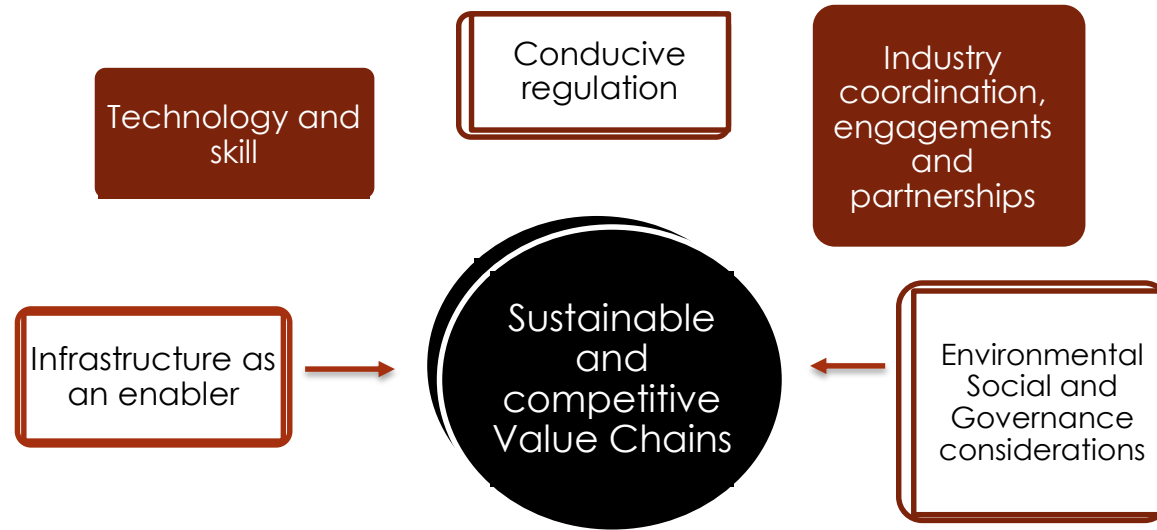 Conducive
regulation
Industry
coordination,
engagements
and
partnerships
Technology and
skill
Sustainable
and
competitive
Value Chains
Infrastructure as
an enabler
Environmental
Social and
Governance
considerations